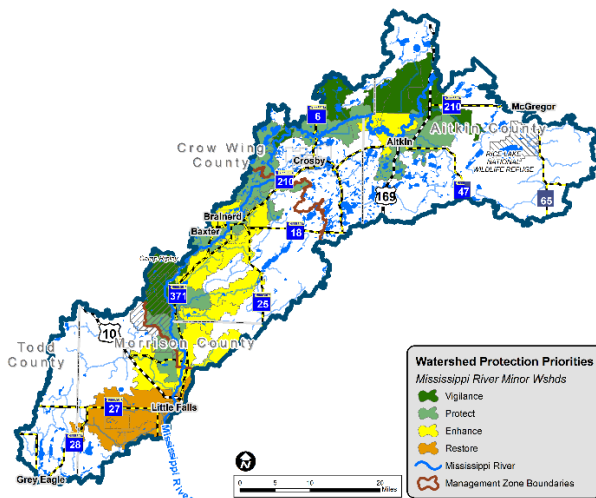 210
McGregor
6
Aitkin County
Aitkin
Crow Wing
County
Crosby
RICE LAKE
NATIONAL
WILDLIFE REFUGE
210
169
47
65
Brainerd
Baxter
18
Camp Ripley
371
25
10
Todd
County
Morrison County
27
Little Falls
28
Grey Eagle
Mississippi River
Watershed Protection Priorities
Mississippi River Minor Wshds
Vigilance
Protect
Enhance
Restore
Mississippi River
Management Zone Boundaries
0 5 10 20
Miles